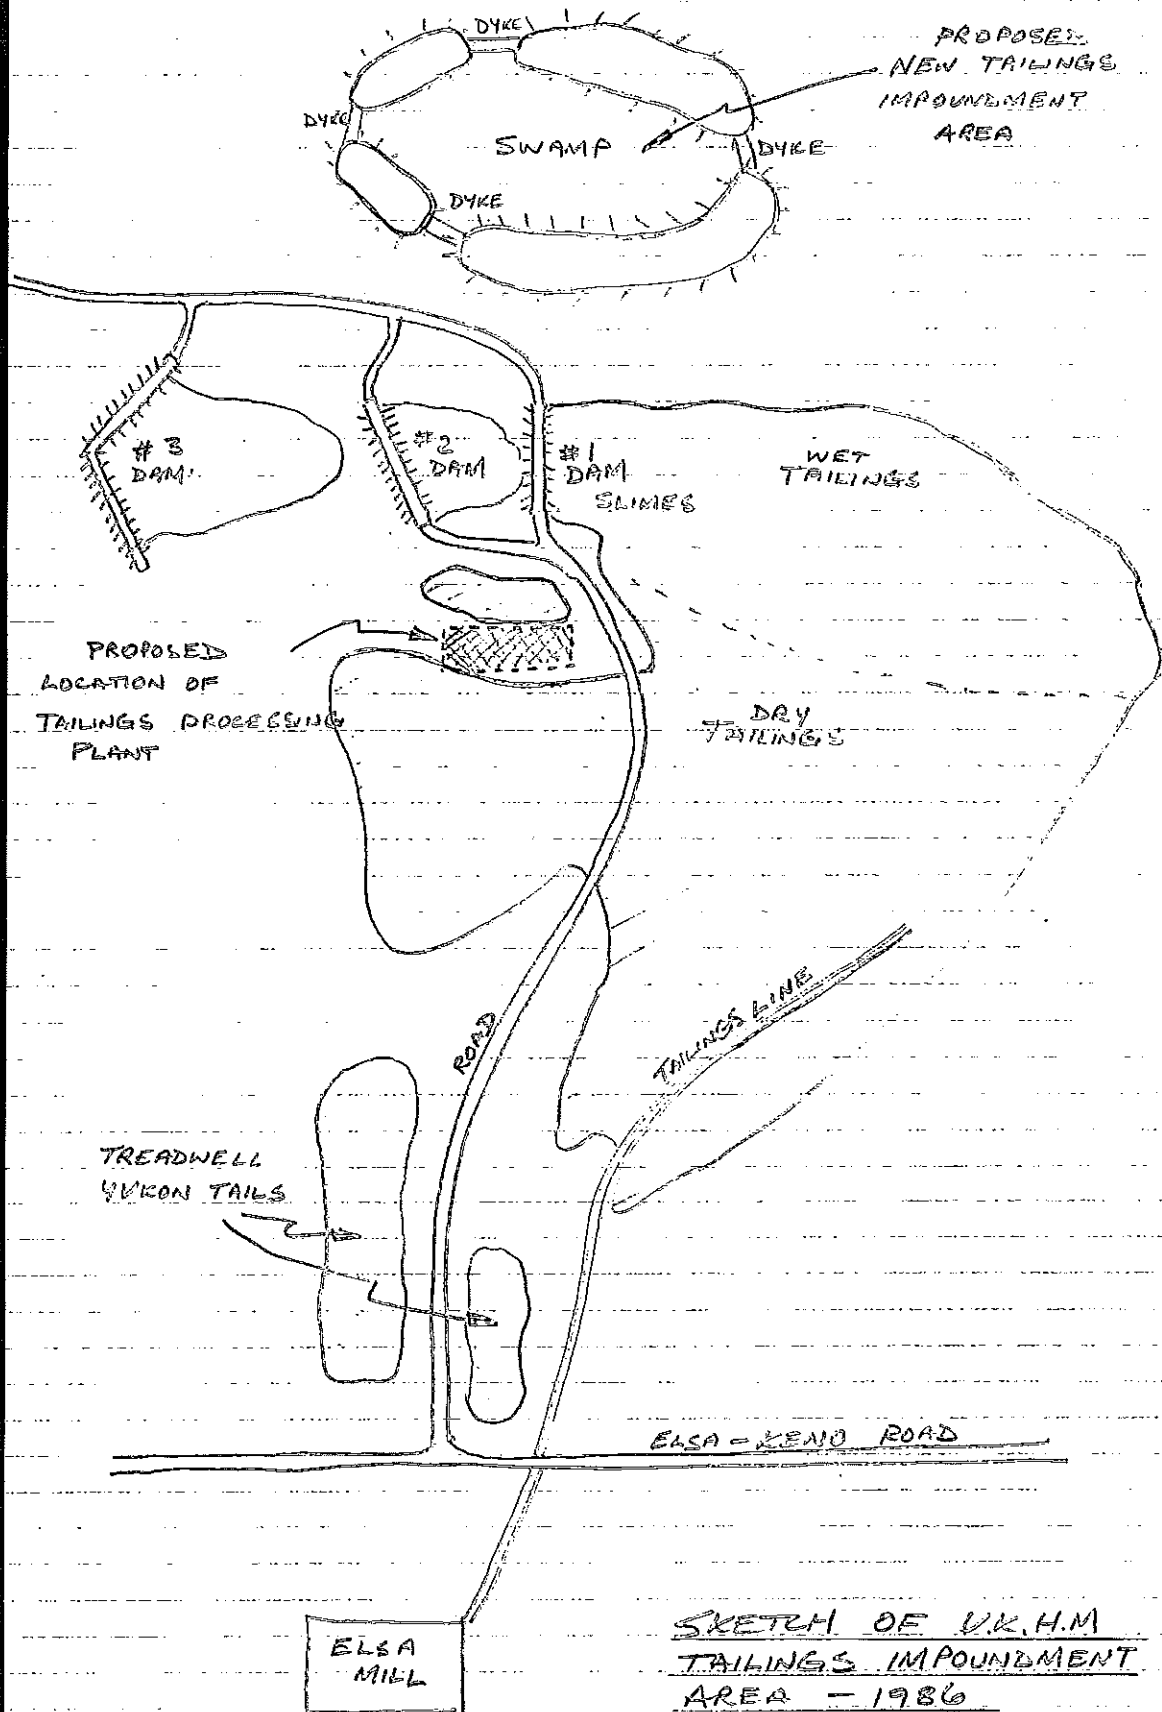 DYKE
PROPOSED
NEW TAILINGS
IMPOUNDMENT
AREA
DYKE
SWAMP
DYKE
DYKE
#3
DAM
#2
DAM
#1
DAM
SLIMES
WET
TAILINGS
PROPOSED
LOCATION OF
TAILINGS PROCESSING
PLANT
DRY
TAILINGS
ROAD
TAILINGS LINE
TREADWELL
YUKON TAILS
ELSA - KENO ROAD
ELSA
MILL
SKETCH OF U.K.H.M
TAILINGS IMPOUNDMENT
AREA - 1986